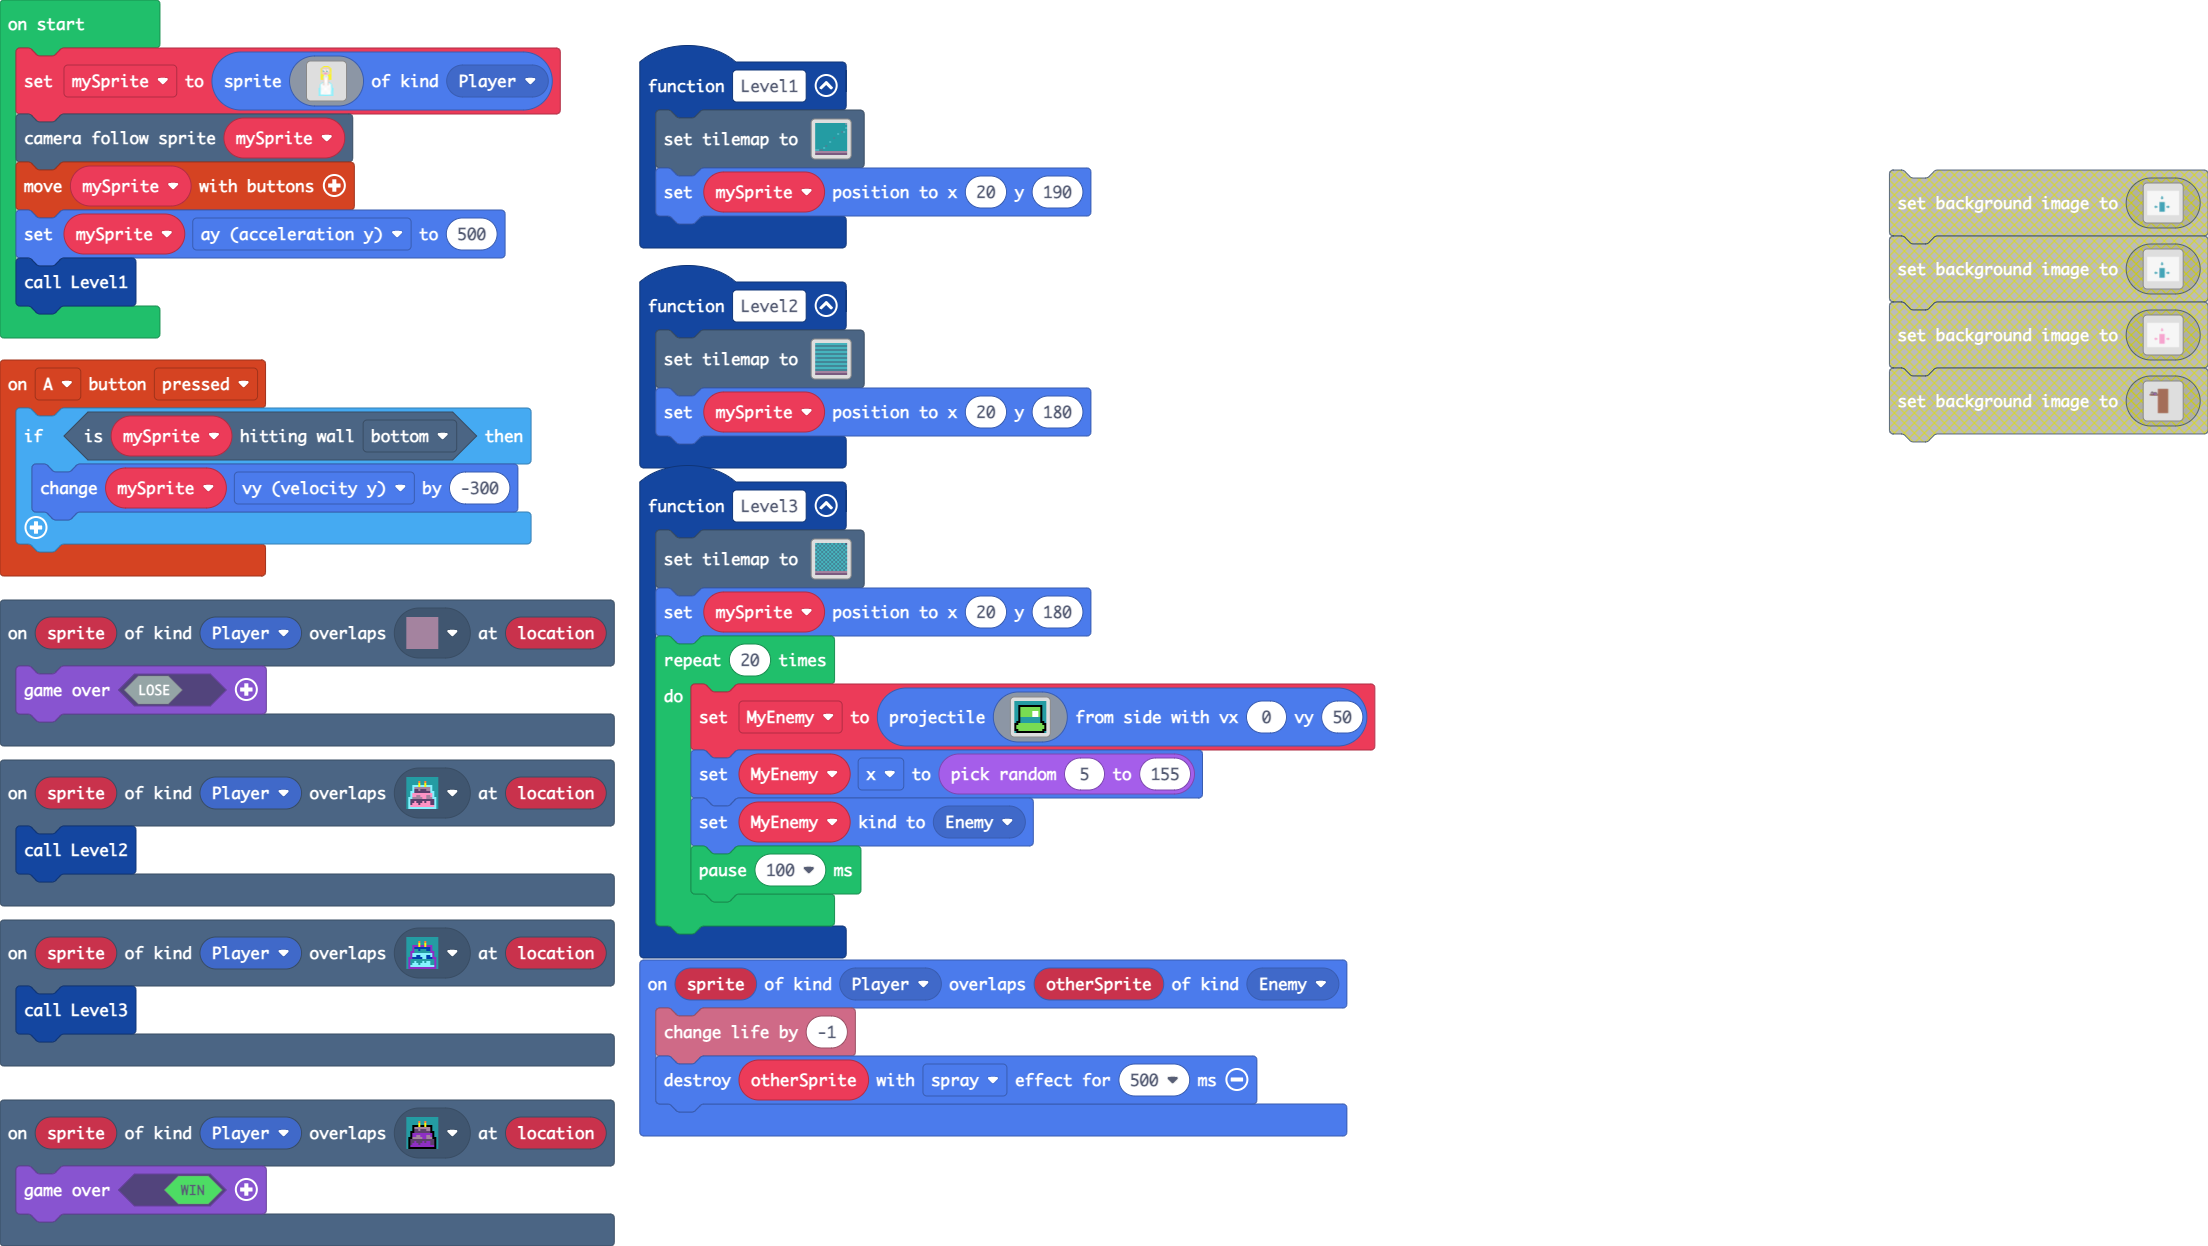 on start
set mySprite to sprite of kind Player
camera follow sprite mySprite
move mySprite with buttons
set mySprite ay (acceleration y) to 500
call Level1
on A button pressed
if is mySprite hitting wall bottom then
change mySprite vy (velocity y) by -300
on sprite of kind Player overlaps at location
game over LOSE
on sprite of kind Player overlaps at location
call Level2
on sprite of kind Player overlaps at location
call Level3
on sprite of kind Player overlaps at location
game over WIN
function Level1
set tilemap to
set mySprite position to x 20 y 190
function Level2
set tilemap to
set mySprite position to x 20 y 180
function Level3
set tilemap to
set mySprite position to x 20 y 180
repeat 20 times
do
set MyEnemy to projectile from side with vx 0 vy 50
set MyEnemy x to pick random 5 to 155
set MyEnemy kind to Enemy
pause 100 ms
on sprite of kind Player overlaps otherSprite of kind Enemy
change life by -1
destroy otherSprite with spray effect for 500 ms
set background image to
set background image to
set background image to
set background image to